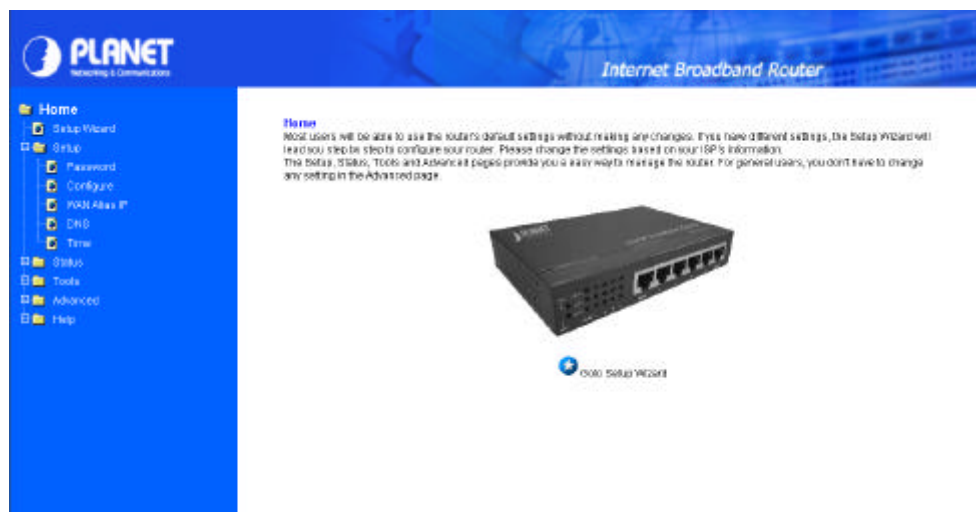 PLANET
Networking & Communications
Internet Broadband Router
Home
Setup Wizard
Setup
Password
Configure
WAN Alias IP
DNS
Time
Status
Tools
Advanced
Help
Home
Most users will be able to use the router's default settings without making any changes. If you have different settings, the Setup Wizard will
lead you step by step to configure your router. Please change the settings based on your ISP's information.
The Setup, Status, Tools and Advanced pages provide you a easy way to manage the router. For general users, you don't have to change
any setting in the Advanced page.
PLANET
Goto Setup Wizard